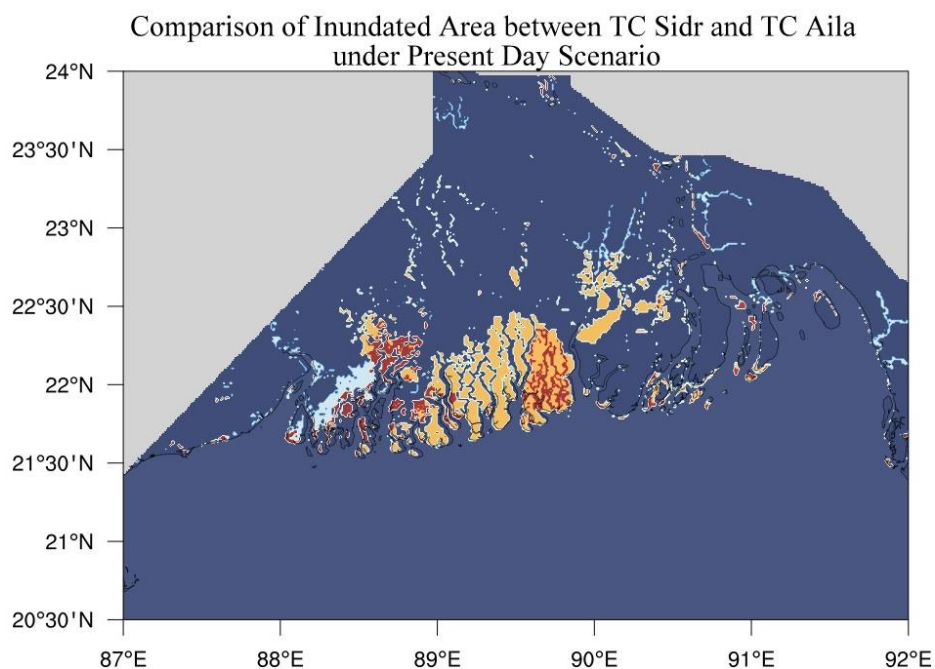 Comparison of Inundated Area between TC Sidr and TC Aila
under Present Day Scenario
24°N
23°30'N
23°N
22°30'N
22°N
21°30'N
21°N
20°30'N
87°E 88°E 89°E 90°E 91°E 92°E